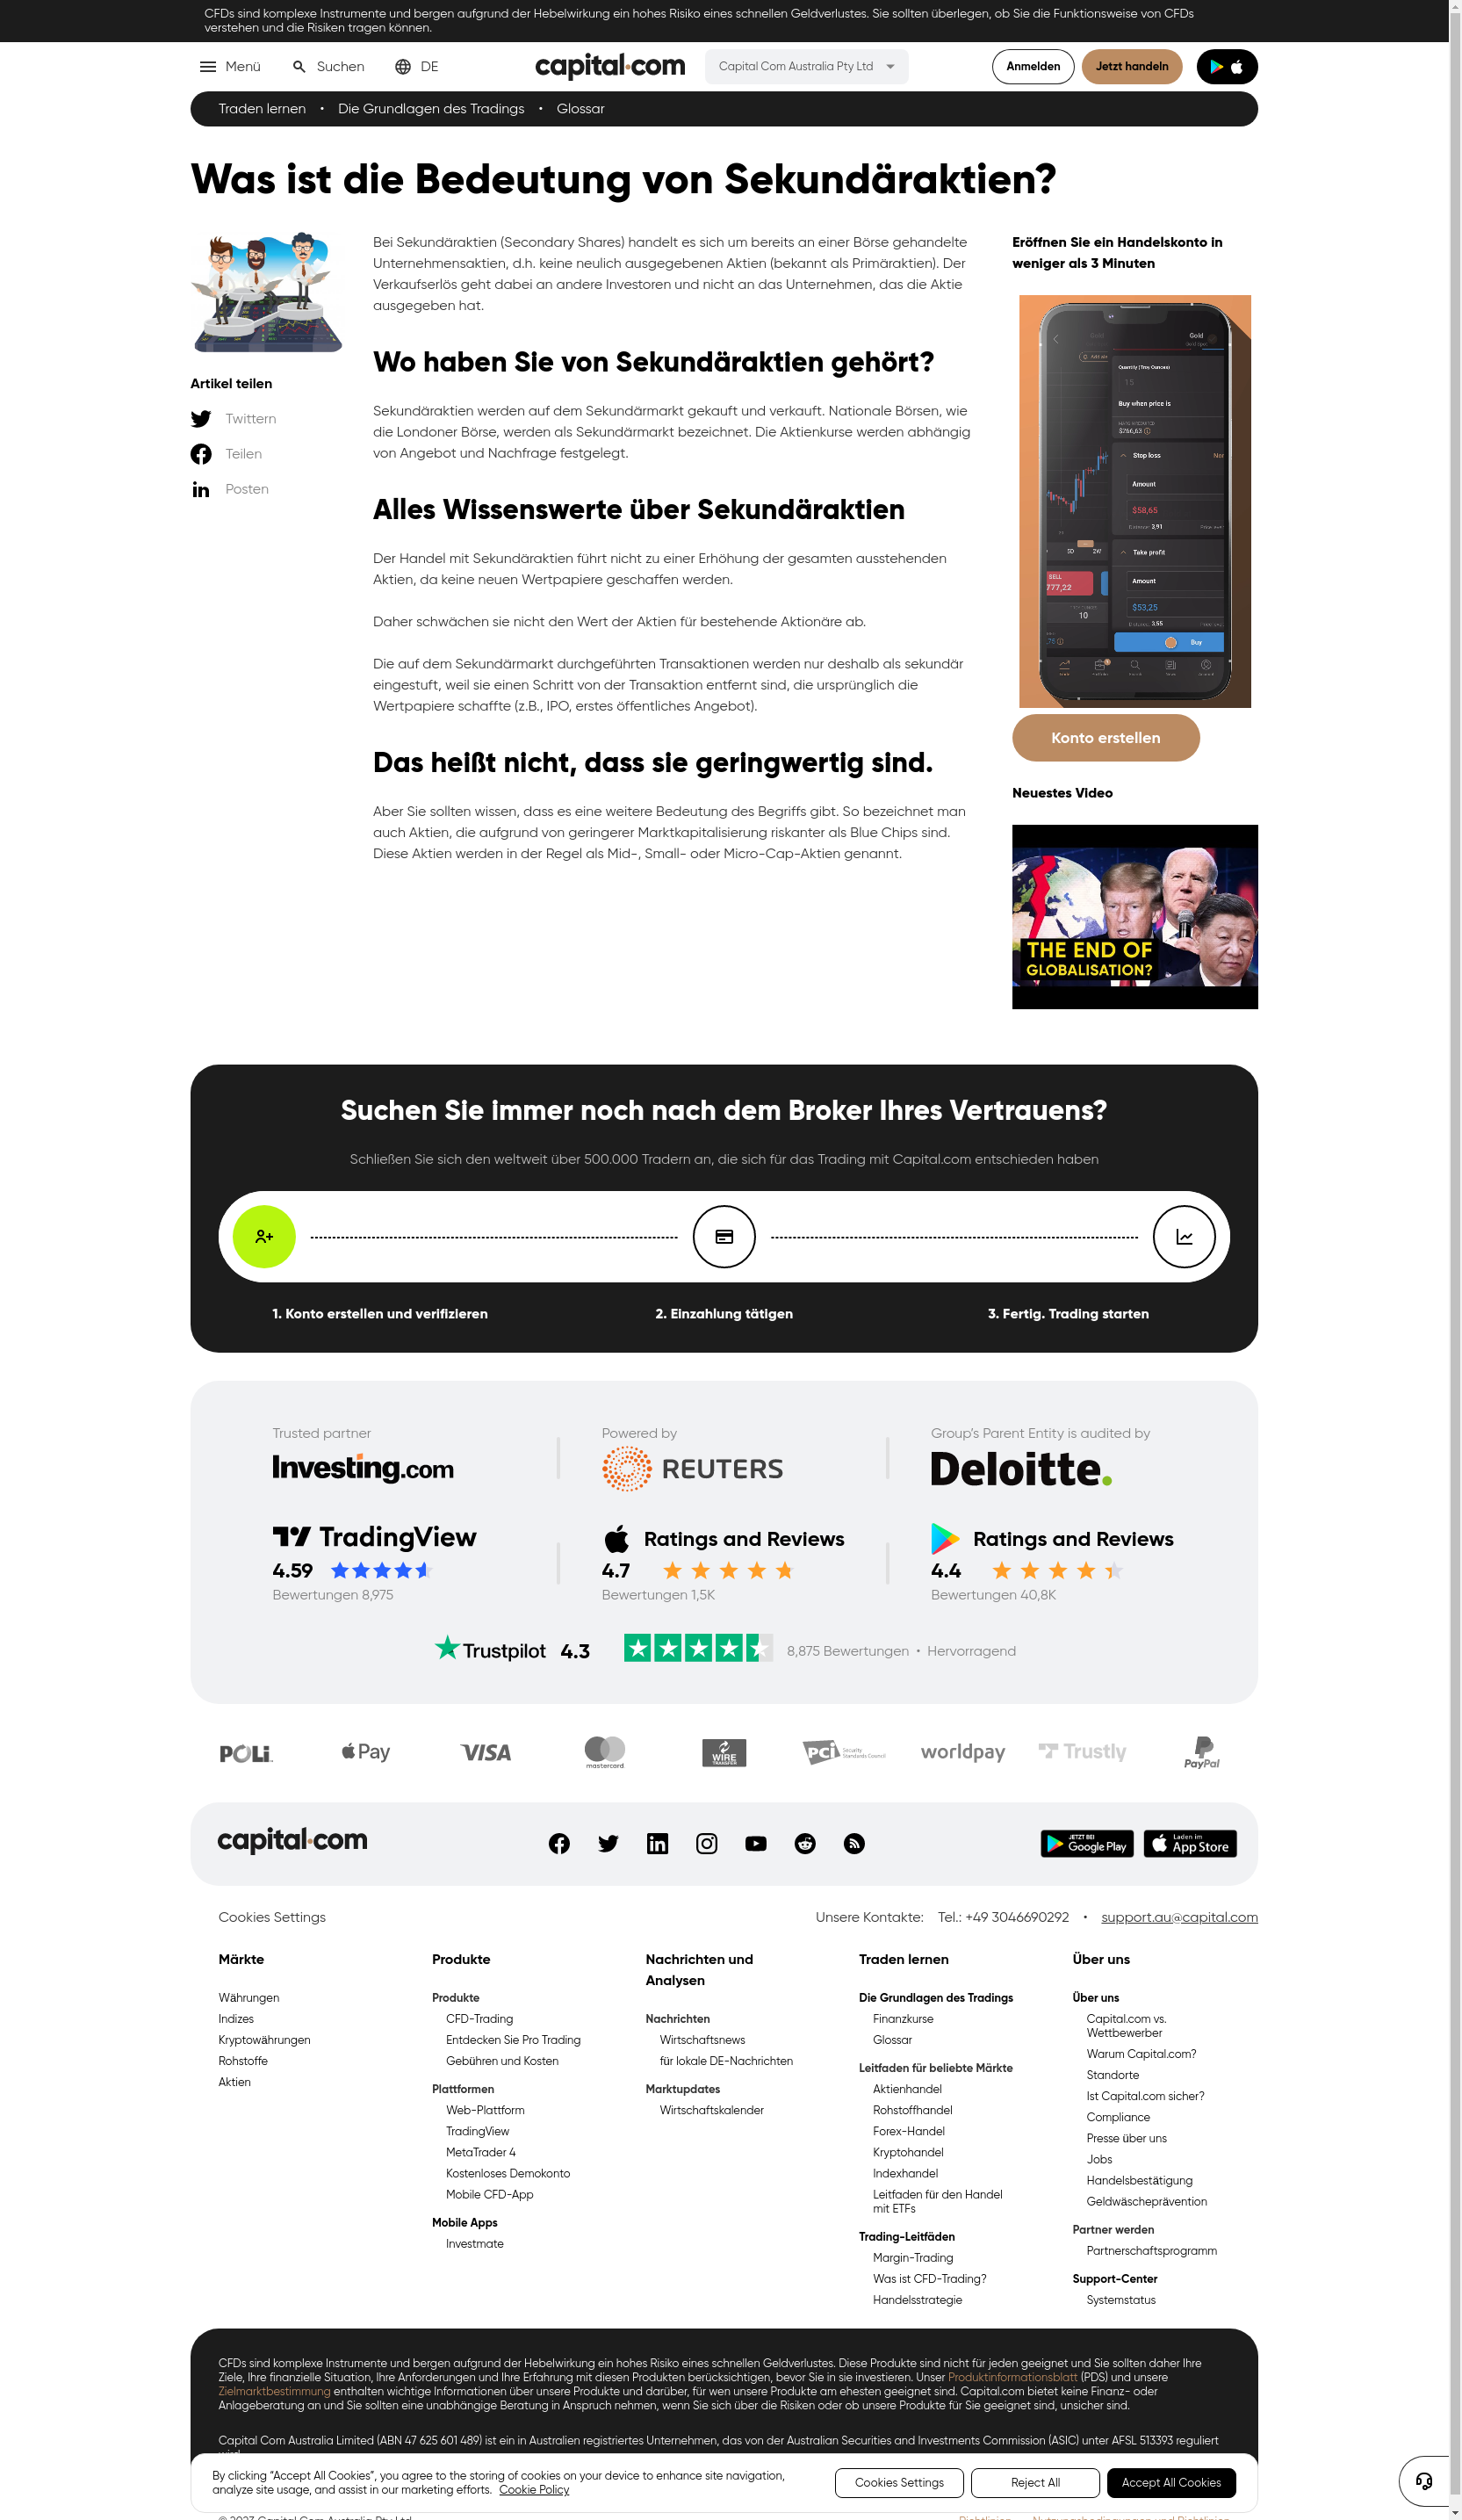 CFDs sind komplexe Instrumente und bergen aufgrund der Hebelwirkung ein hohes Risiko eines schnellen Geldverlustes. Sie sollten überlegen, ob Sie die Funktionsweise von CFDs
verstehen und die Risiken tragen können.
Menü
Suchen
DE
capital.com
Capital Com Australia Pty Ltd
Anmelden
Jetzt handeln
Traden lernen • Die Grundlagen des Tradings • Glossar
Was ist die Bedeutung von Sekundäraktien?
Artikel teilen
Twittern
Teilen
Posten
Bei Sekundäraktien (Secondary Shares) handelt es sich um bereits an einer Börse gehandelte
Unternehmensaktien, d.h. keine neulich ausgegebenen Aktien (bekannt als Primäraktien). Der
Verkaufserlös geht dabei an andere Investoren und nicht an das Unternehmen, das die Aktie
ausgegeben hat.
Wo haben Sie von Sekundäraktien gehört?
Sekundäraktien werden auf dem Sekundärmarkt gekauft und verkauft. Nationale Börsen, wie
die Londoner Börse, werden als Sekundärmarkt bezeichnet. Die Aktienkurse werden abhängig
von Angebot und Nachfrage festgelegt.
Alles Wissenswerte über Sekundäraktien
Der Handel mit Sekundäraktien führt nicht zu einer Erhöhung der gesamten ausstehenden
Aktien, da keine neuen Wertpapiere geschaffen werden.
Daher schwächen sie nicht den Wert der Aktien für bestehende Aktionäre ab.
Die auf dem Sekundärmarkt durchgeführten Transaktionen werden nur deshalb als sekundär
eingestuft, weil sie einen Schritt von der Transaktion entfernt sind, die ursprünglich die
Wertpapiere schaffte (z.B., IPO, erstes öffentliches Angebot).
Das heißt nicht, dass sie geringwertig sind.
Aber Sie sollten wissen, dass es eine weitere Bedeutung des Begriffs gibt. So bezeichnet man
auch Aktien, die aufgrund von geringerer Marktkapitalisierung riskanter als Blue Chips sind.
Diese Aktien werden in der Regel als Mid-, Small- oder Micro-Cap-Aktien genannt.
Eröffnen Sie ein Handelskonto in
weniger als 3 Minuten
Gold
Quantity (Troy Ounces)
15
Buy when price is
Stop loss
Amount
$58,65
Distance: 3,91
Take profit
Amount
SELL
777,22
$53,25
10
Distance: 3,55
Buy
Konto erstellen
Neuestes Video
THE END OF
GLOBALISATION?
Suchen Sie immer noch nach dem Broker Ihres Vertrauens?
Schließen Sie sich den weltweit über 500.000 Tradern an, die sich für das Trading mit Capital.com entschieden haben
1. Konto erstellen und verifizieren
2. Einzahlung tätigen
3. Fertig. Trading starten
Trusted partner
Investing.com
Powered by
REUTERS
Group's Parent Entity is audited by
Deloitte.
TradingView
4.59
Bewertungen 8,975
Ratings and Reviews
4.7
Bewertungen 1,5K
Ratings and Reviews
4.4
Bewertungen 40,8K
Trustpilot 4.3
8,875 Bewertungen • Hervorragend
POLi
Pay
VISA
mastercard
WIRE TRANSFER
PCI Security Standards Council
worldpay
Trustly
PayPal
capital.com
JETZT BEI Google Play
Laden im App Store
Cookies Settings
Unsere Kontakte: Tel.: +49 3046690292 • support.au@capital.com
Märkte
Währungen
Indizes
Kryptowährungen
Rohstoffe
Aktien
Produkte
Produkte
CFD-Trading
Entdecken Sie Pro Trading
Gebühren und Kosten
Plattformen
Web-Plattform
TradingView
MetaTrader 4
Kostenloses Demokonto
Mobile CFD-App
Mobile Apps
Investmate
Nachrichten und
Analysen
Nachrichten
Wirtschaftsnews
für lokale DE-Nachrichten
Marktupdates
Wirtschaftskalender
Traden lernen
Die Grundlagen des Tradings
Finanzkurse
Glossar
Leitfaden für beliebte Märkte
Aktienhandel
Rohstoffhandel
Forex-Handel
Kryptohandel
Indexhandel
Leitfaden für den Handel
mit ETFs
Trading-Leitfäden
Margin-Trading
Was ist CFD-Trading?
Handelsstrategie
Über uns
Über uns
Capital.com vs.
Wettbewerber
Warum Capital.com?
Standorte
Ist Capital.com sicher?
Compliance
Presse über uns
Jobs
Handelsbestätigung
Geldwäscheprävention
Partner werden
Partnerschaftsprogramm
Support-Center
Systemstatus
CFDs sind komplexe Instrumente und bergen aufgrund der Hebelwirkung ein hohes Risiko eines schnellen Geldverlustes. Diese Produkte sind nicht für jeden geeignet und Sie sollten daher Ihre
Ziele, Ihre finanzielle Situation, Ihre Anforderungen und Ihre Erfahrung mit diesen Produkten berücksichtigen, bevor Sie in sie investieren. Unser Produktinformationsblatt (PDS) und unsere
Zielmarktbestimmung enthalten wichtige Informationen über unsere Produkte und darüber, für wen unsere Produkte am ehesten geeignet sind. Capital.com bietet keine Finanz- oder
Anlageberatung an und Sie sollten eine unabhängige Beratung in Anspruch nehmen, wenn Sie sich über die Risiken oder ob unsere Produkte für Sie geeignet sind, unsicher sind.
Capital Com Australia Limited (ABN 47 625 601 489) ist ein in Australien registriertes Unternehmen, das von der Australian Securities and Investments Commission (ASIC) unter AFSL 513393 reguliert
By clicking “Accept All Cookies”, you agree to the storing of cookies on your device to enhance site navigation,
analyze site usage, and assist in our marketing efforts. Cookie Policy
Cookies Settings
Reject All
Accept All Cookies